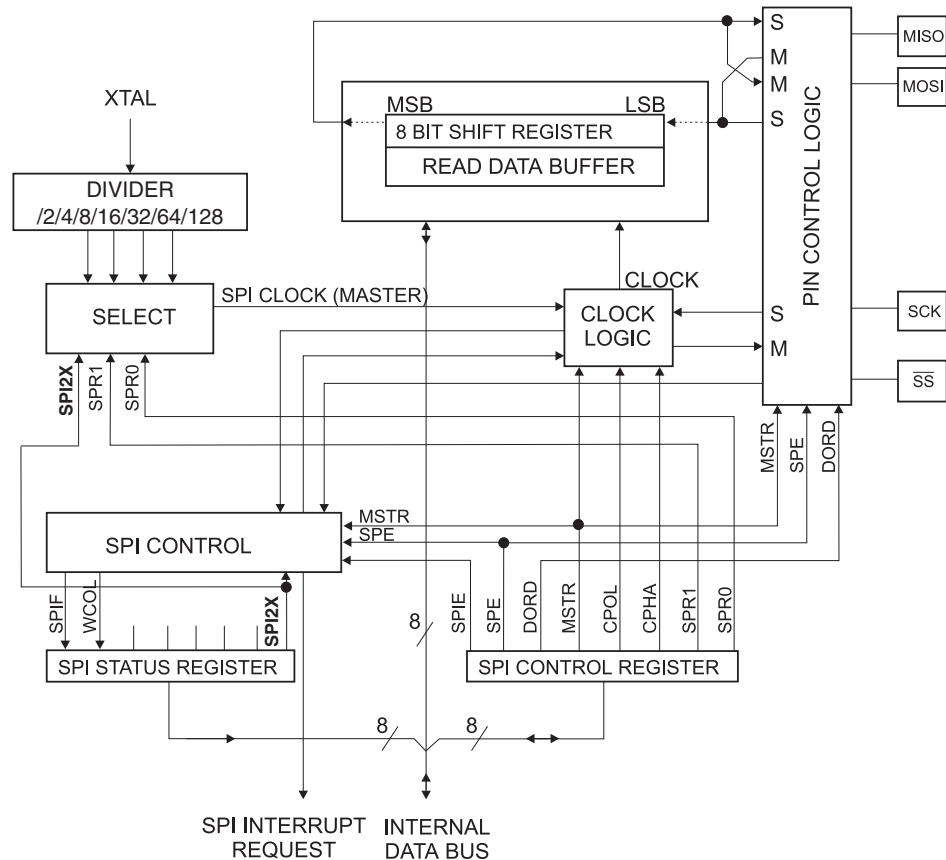 S
M
M
S
MISO
MOSI
XTAL
MSB
LSB
8 BIT SHIFT REGISTER
READ DATA BUFFER
PIN CONTROL LOGIC
DIVIDER
/2/4/8/16/32/64/128
SELECT
SPI CLOCK (MASTER)
CLOCK
CLOCK
LOGIC
S
M
SCK
SS
SPI2X
SPR1
SPR0
MSTR
SPE
DORD
SPI CONTROL
MSTR
SPE
SPIF
WCOL
SPI2X
SPIE
SPE
DORD
MSTR
CPOL
CPHA
SPR1
SPR0
8
SPI STATUS REGISTER
SPI CONTROL REGISTER
8
8
SPI INTERRUPT
REQUEST
INTERNAL
DATA BUS